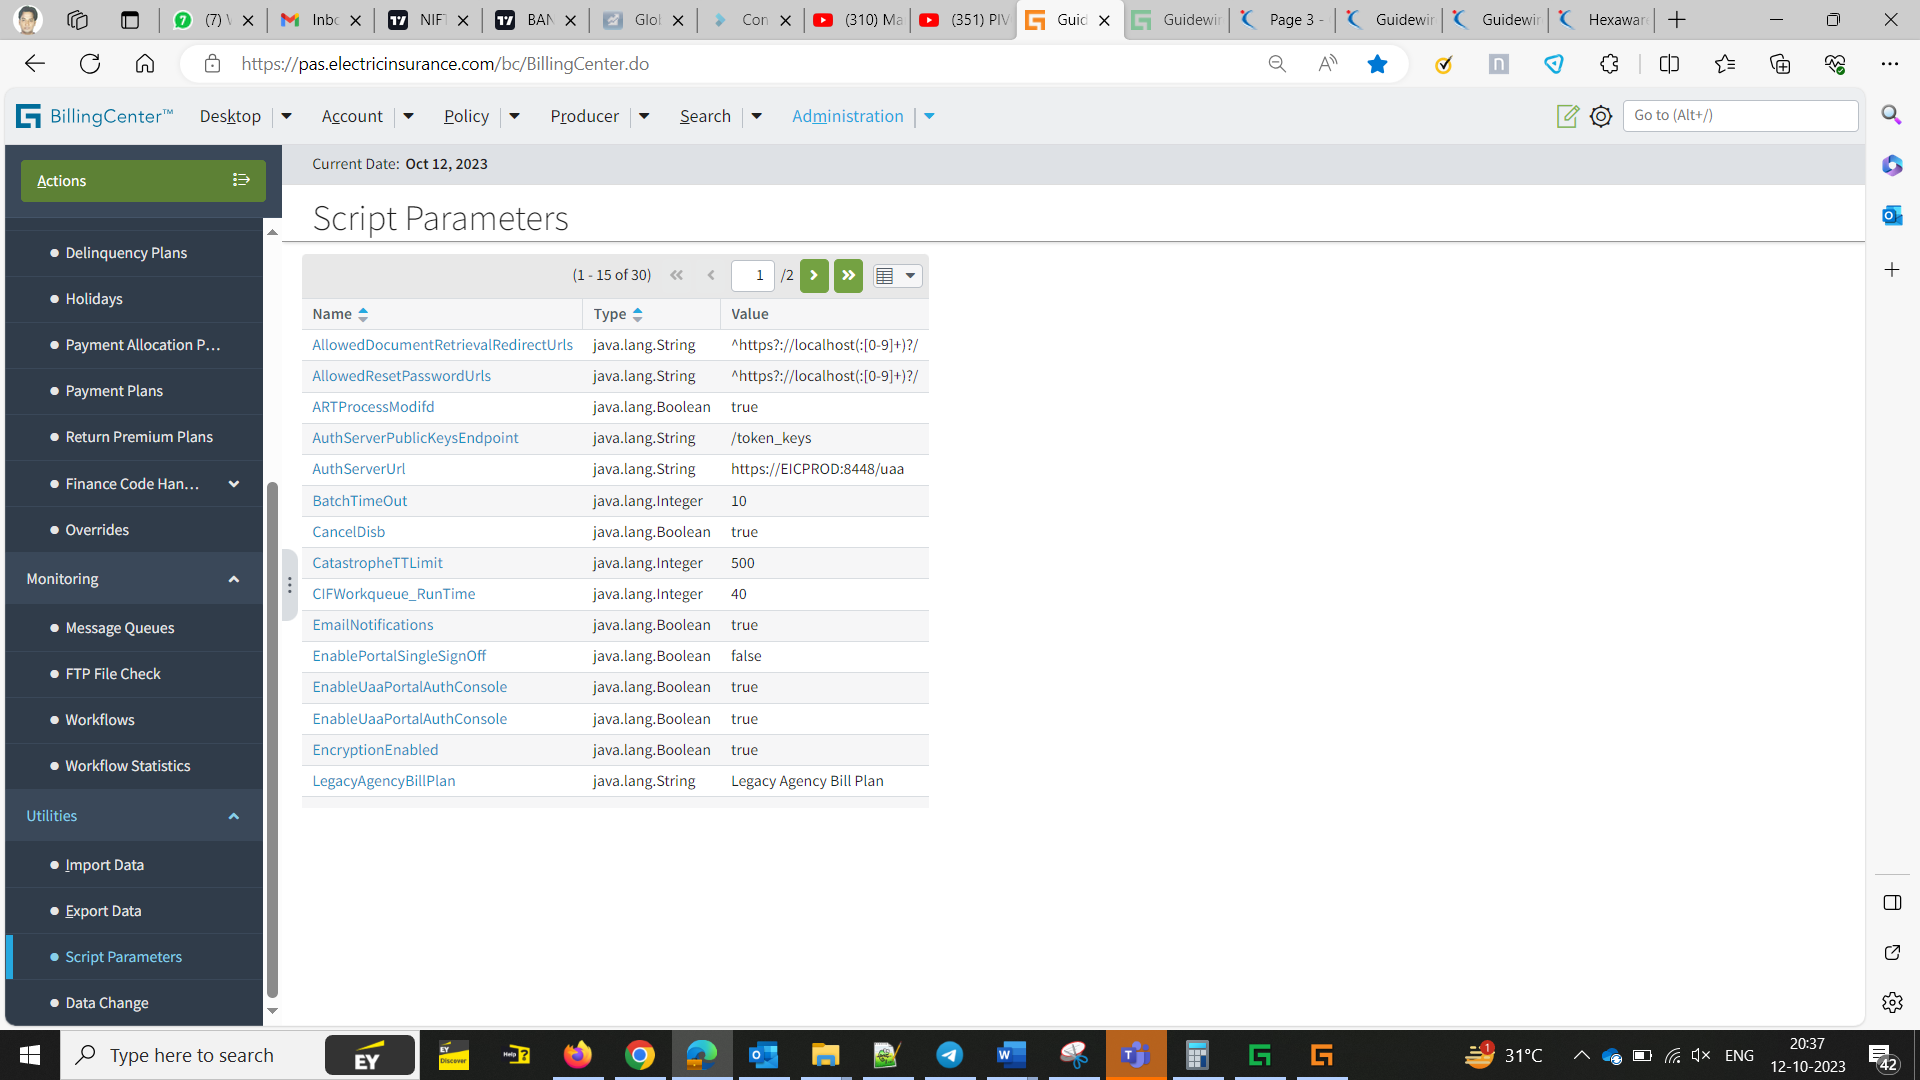 (7) W
Inbo
NIFT
BAN
Glob
Con
(310) Ma
(351) PIV
Guid
Guidewir
Page 3 -
Guidewir
Guidewir
Hexawar
https://pas.electricinsurance.com/bc/BillingCenter.do
BillingCenter™
Desktop
Account
Policy
Producer
Search
Administration
Go to (Alt+/)
Actions
Current Date: Oct 12, 2023
Script Parameters
Delinquency Plans
Holidays
Payment Allocation P...
Payment Plans
Return Premium Plans
Finance Code Han...
Overrides
Monitoring
Message Queues
FTP File Check
Workflows
Workflow Statistics
Utilities
Import Data
Export Data
Script Parameters
Data Change
(1 - 15 of 30) 1 /2
Name Type Value
AllowedDocumentRetrievalRedirectUrls java.lang.String ^https?://localhost(:[0-9]+)?/
AllowedResetPasswordUrls java.lang.String ^https?://localhost(:[0-9]+)?/
ARTProcessModifd java.lang.Boolean true
AuthServerPublicKeysEndpoint java.lang.String /token_keys
AuthServerUrl java.lang.String https://EICPROD:8448/uaa
BatchTimeOut java.lang.Integer 10
CancelDisb java.lang.Boolean true
CatastropheTTLimit java.lang.Integer 500
CIFWorkqueue_RunTime java.lang.Integer 40
EmailNotifications java.lang.Boolean true
EnablePortalSingleSignOff java.lang.Boolean false
EnableUaaPortalAuthConsole java.lang.Boolean true
EnableUaaPortalAuthConsole java.lang.Boolean true
EncryptionEnabled java.lang.Boolean true
LegacyAgencyBillPlan java.lang.String Legacy Agency Bill Plan
Type here to search
EY
EY
Discover
Help ?
1
31°C
ENG
20:37
12-10-2023
42